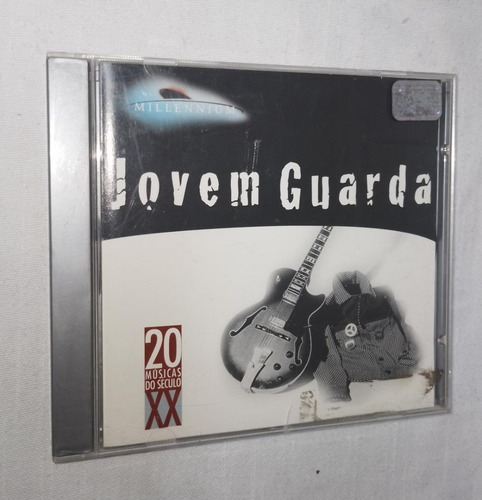 MILLENNIUM
Jovem Guarda
20
MÚSICAS
DO SÉCULO
XX